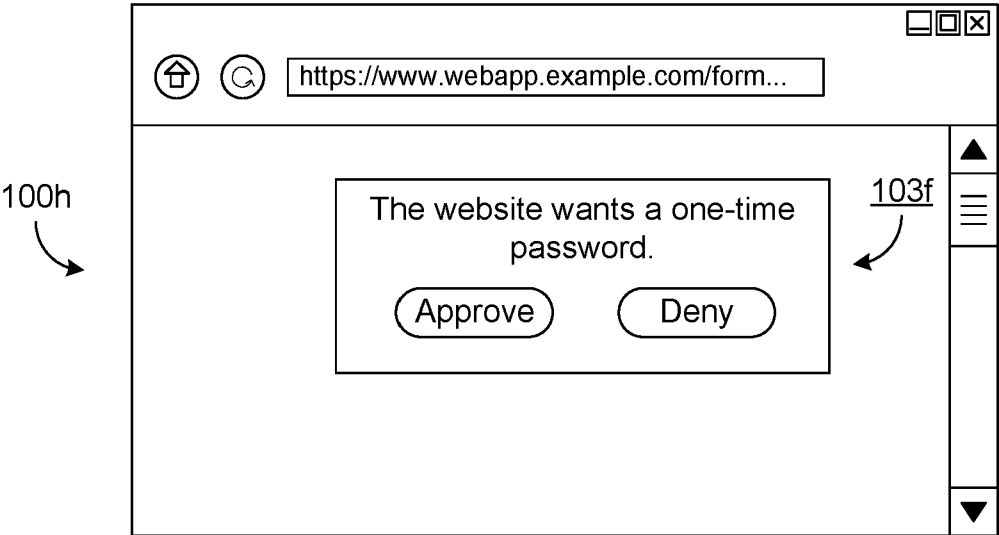 https://www.webapp.example.com/form...
100h
103f
The website wants a one-time
password.
Approve
Deny